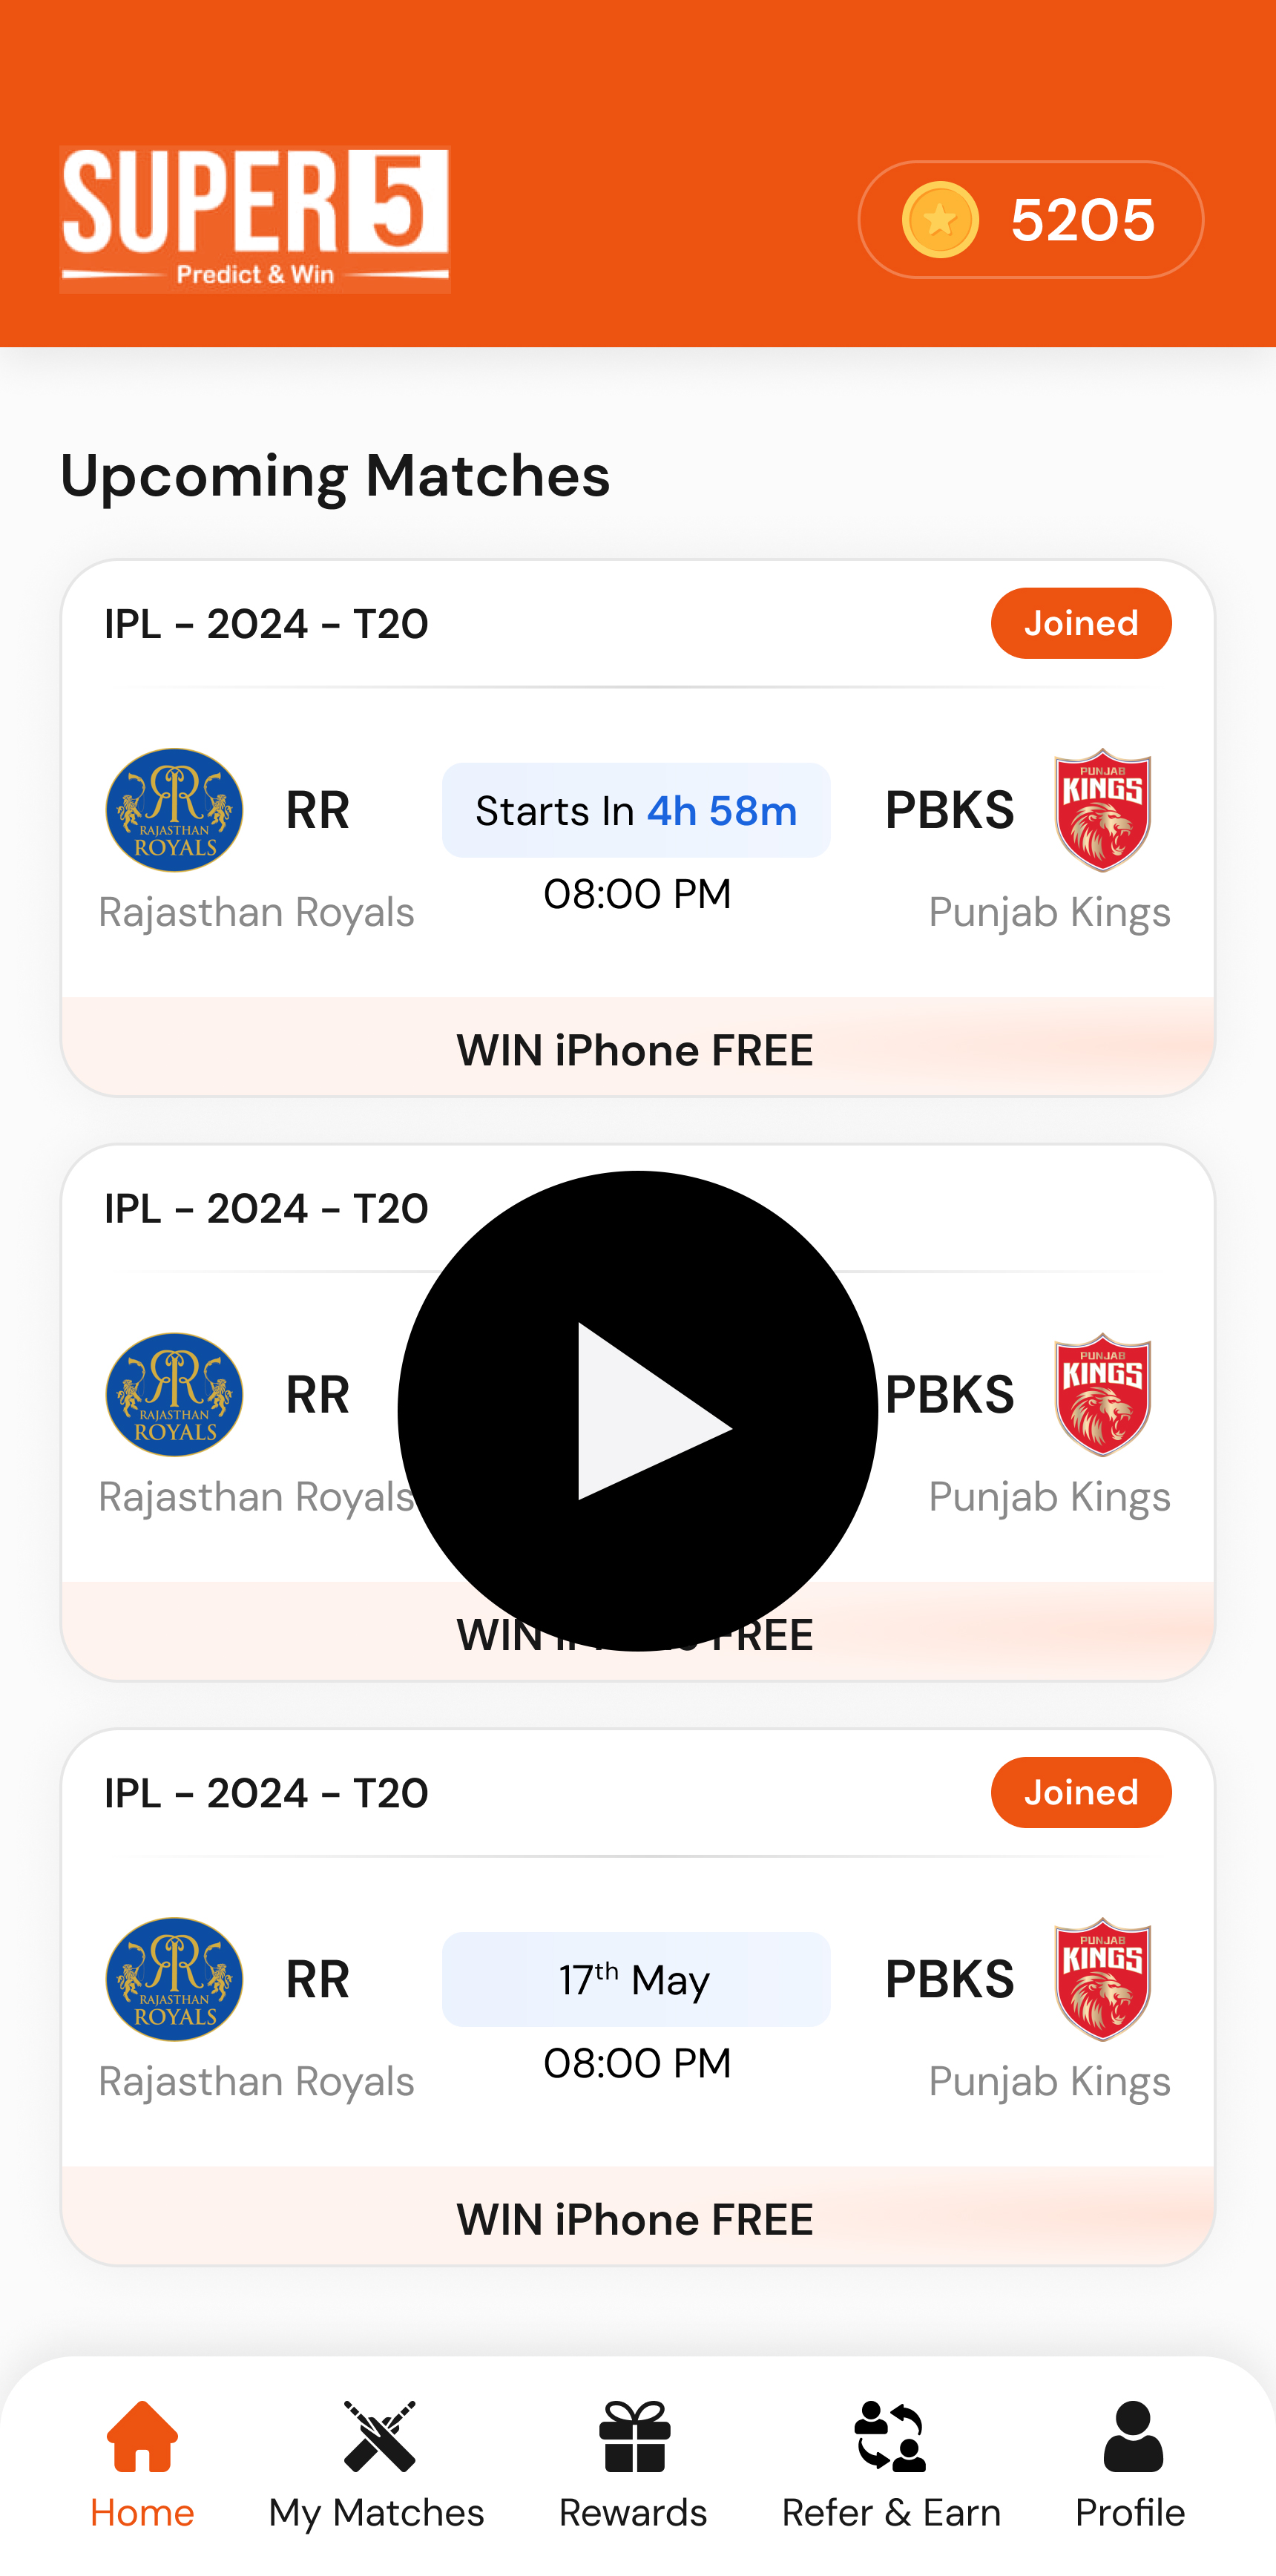 SUPER 5
Predict & Win
5205
Upcoming Matches
IPL - 2024 - T20
Joined
RAJASTHAN
ROYALS
RR
Starts In 4h 58m
PBKS
PUNJAB
KINGS
Rajasthan Royals
08:00 PM
Punjab Kings
WIN iPhone FREE
IPL - 2024 - T20
RAJASTHAN
ROYALS
RR
PBKS
PUNJAB
KINGS
Rajasthan Royals
Punjab Kings
WIN FREE
IPL - 2024 - T20
Joined
RAJASTHAN
ROYALS
RR
17th May
PBKS
PUNJAB
KINGS
Rajasthan Royals
08:00 PM
Punjab Kings
WIN iPhone FREE
Home
My Matches
Rewards
Refer & Earn
Profile